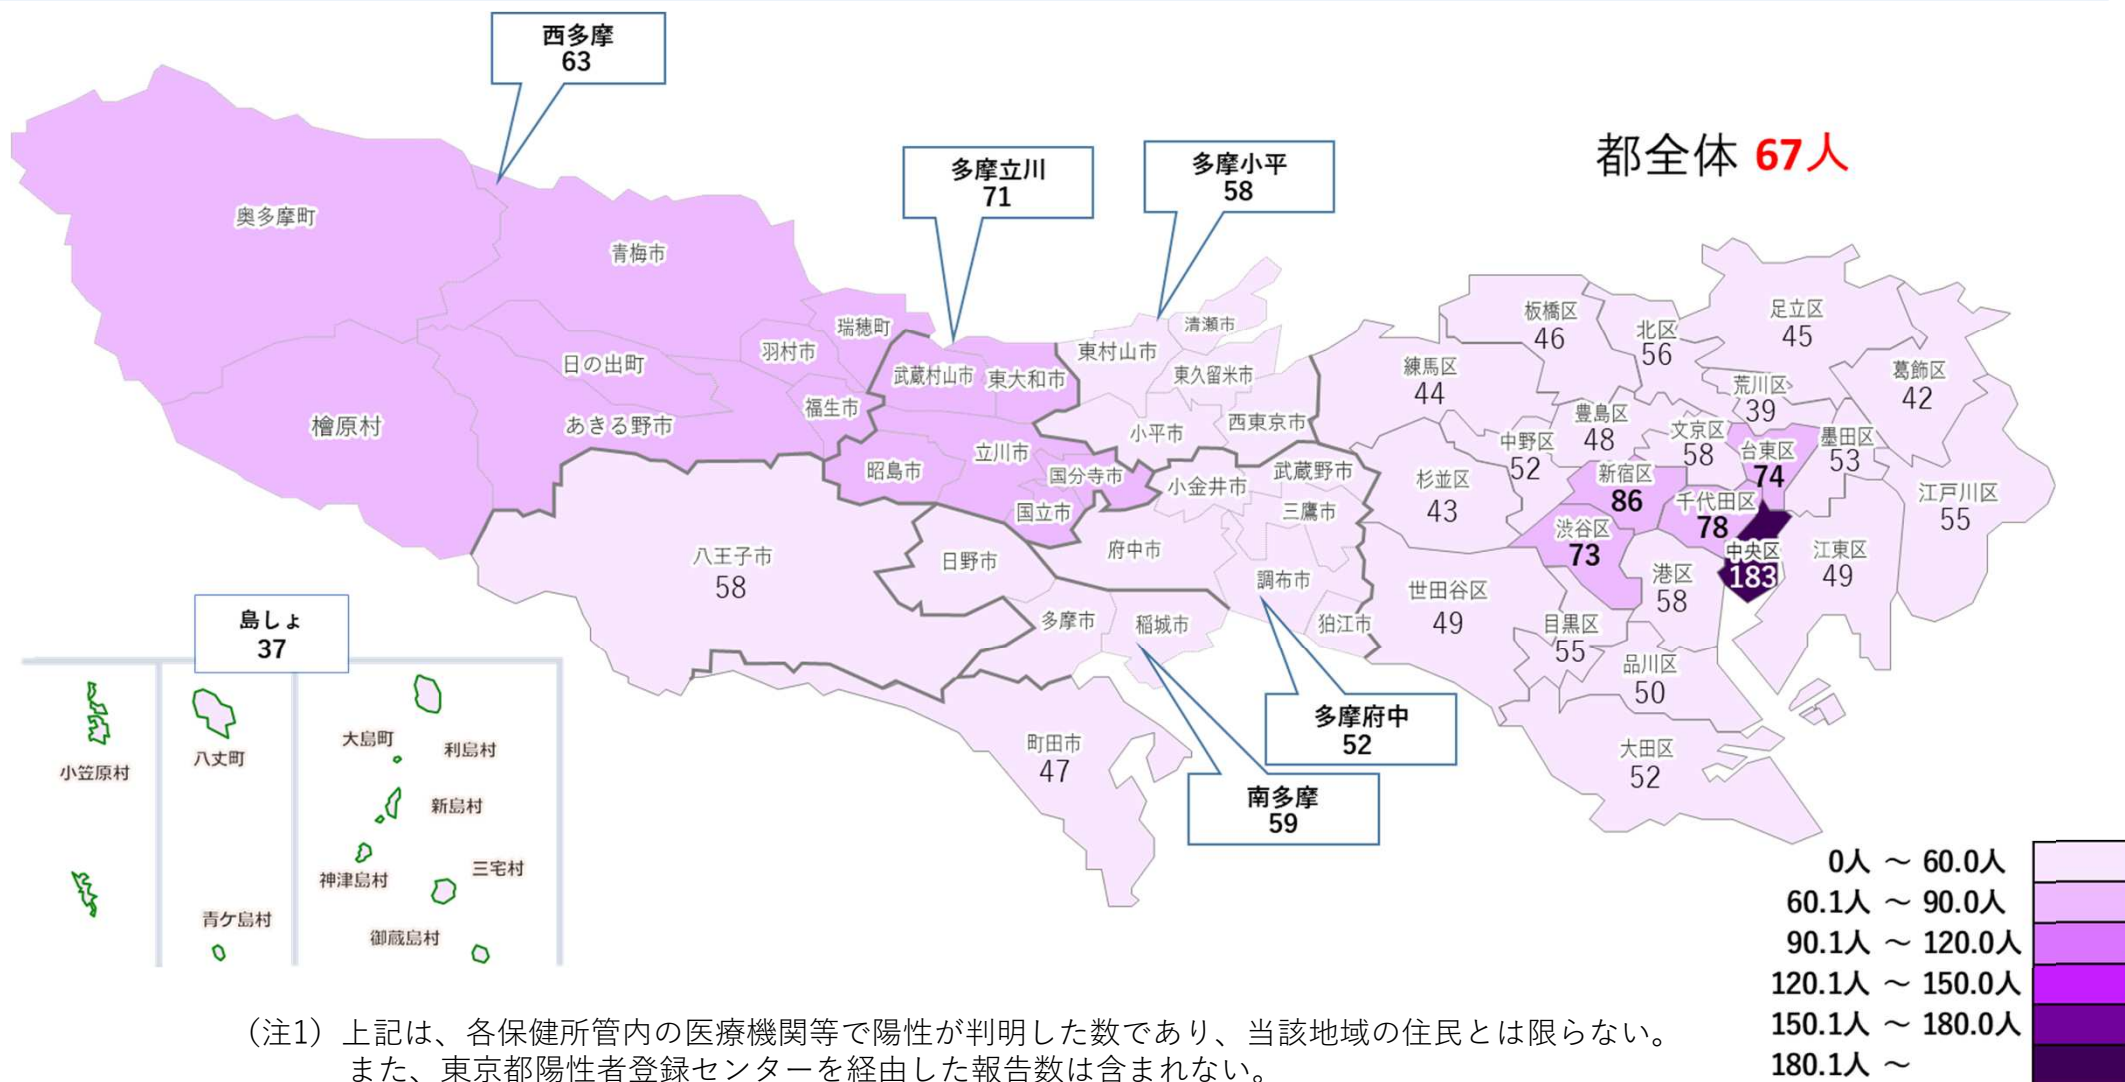 西多摩
63
多摩立川
71
多摩小平
58
都全体 67人
奥多摩町
青梅市
瑞穂町
羽村市
日の出町
福生市
あきる野市
檜原村
武蔵村山市
東大和市
昭島市
立川市
国分寺市
国立市
東村山市
清瀬市
東久留米市
小平市
西東京市
小金井市
武蔵野市
三鷹市
府中市
調布市
狛江市
八王子市
58
日野市
多摩市
稲城市
町田市
47
多摩府中
52
南多摩
59
板橋区
46
北区
56
足立区
45
葛飾区
42
練馬区
44
荒川区
39
豊島区
48
文京区
58
台東区
74
墨田区
53
中野区
52
杉並区
43
新宿区
86
千代田区
78
渋谷区
73
中央区
183
江戸川区
55
江東区
49
港区
58
世田谷区
49
目黒区
55
品川区
50
大田区
52
島しょ
37
小笠原村
八丈町
青ケ島村
大島町
利島村
新島村
神津島村
三宅村
御蔵島村
0人 ～ 60.0人
60.1人 ～ 90.0人
90.1人 ～ 120.0人
120.1人 ～ 150.0人
150.1人 ～ 180.0人
180.1人 ～
（注1）上記は、各保健所管内の医療機関等で陽性が判明した数であり、当該地域の住民とは限らない。
また、東京都陽性者登録センターを経由した報告数は含まれない。